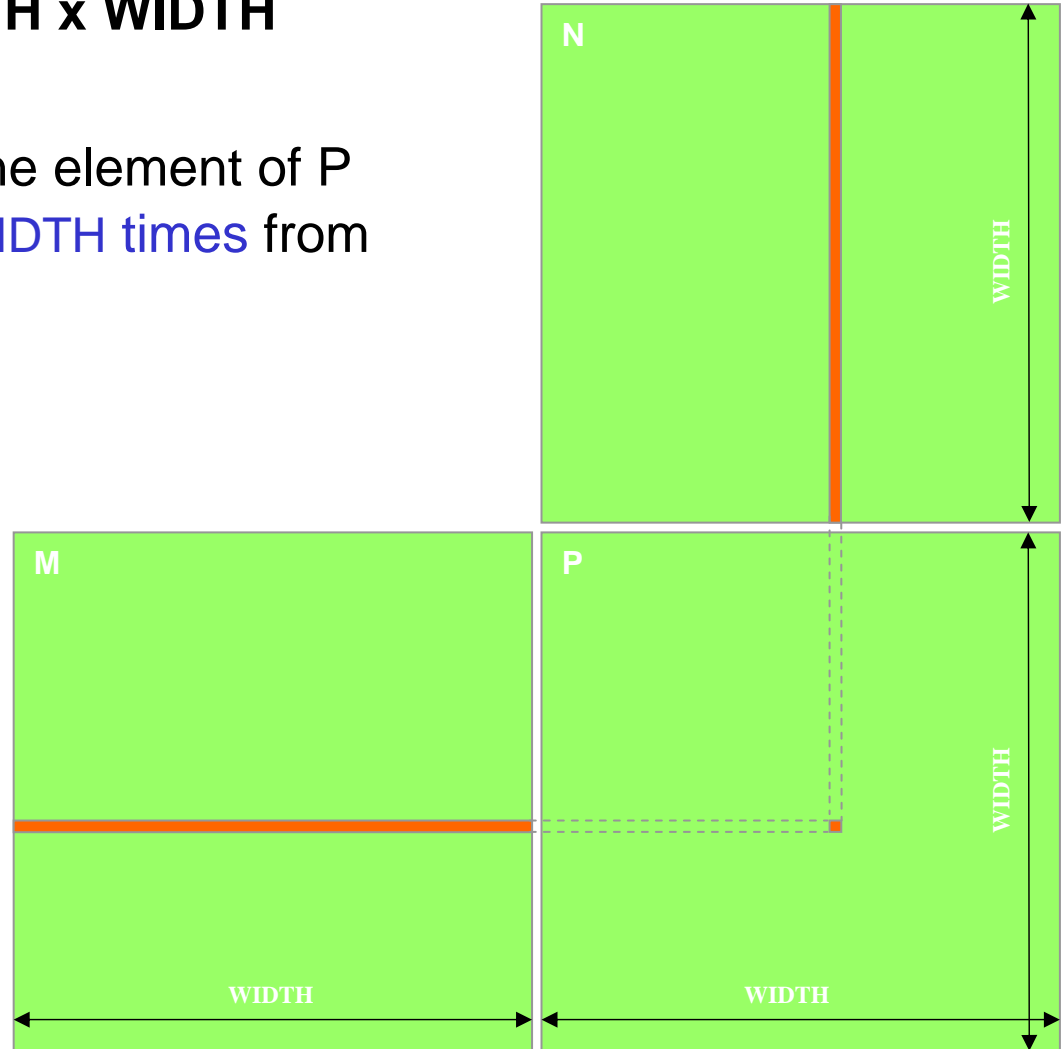 H x WIDTH
ne element of P
IDTH times from
N
WIDTH
M
P
WIDTH
WIDTH
WIDTH